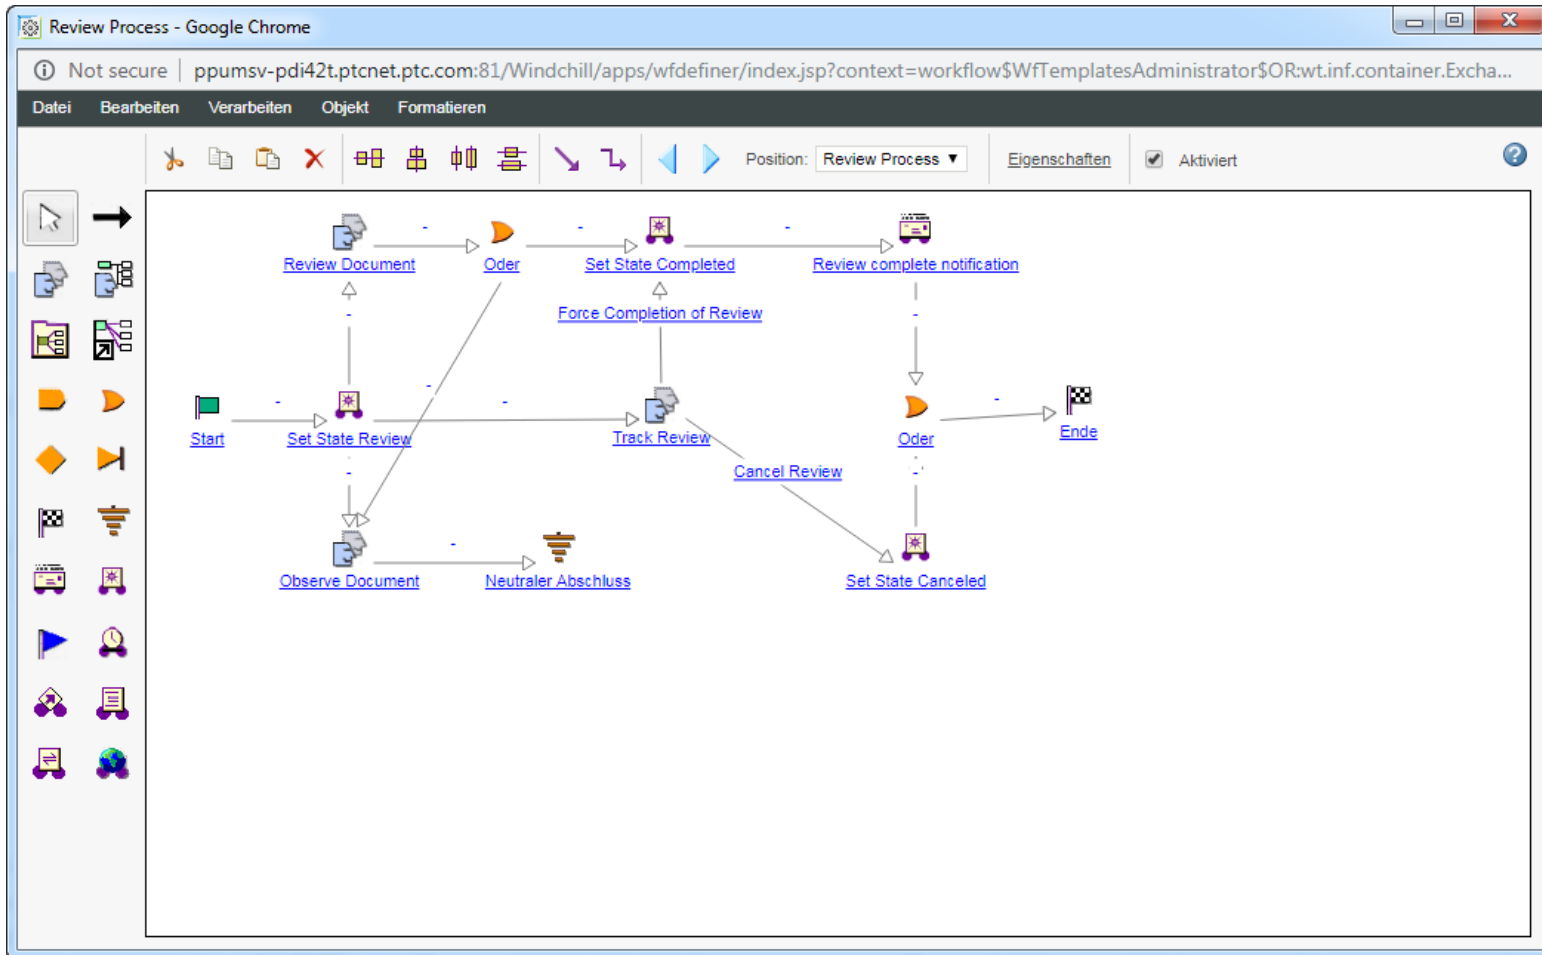 Review Process - Google Chrome
Not secure | ppumsv-pdi42t.ptcnet.ptc.com:81/Windchill/apps/wfdefiner/index.jsp?context=workflow$WfTemplatesAdministrator$OR:wt.inf.container.Excha...
Datei Bearbeiten Verarbeiten Objekt Formatieren
Position: Review Process Eigenschaften Aktiviert
- - -
Review Document Oder Set State Completed Review complete notification
- Force Completion of Review -
- - - -
Start Set State Review Track Review Oder Ende
- Cancel Review -
-
Observe Document Neutraler Abschluss Set State Canceled